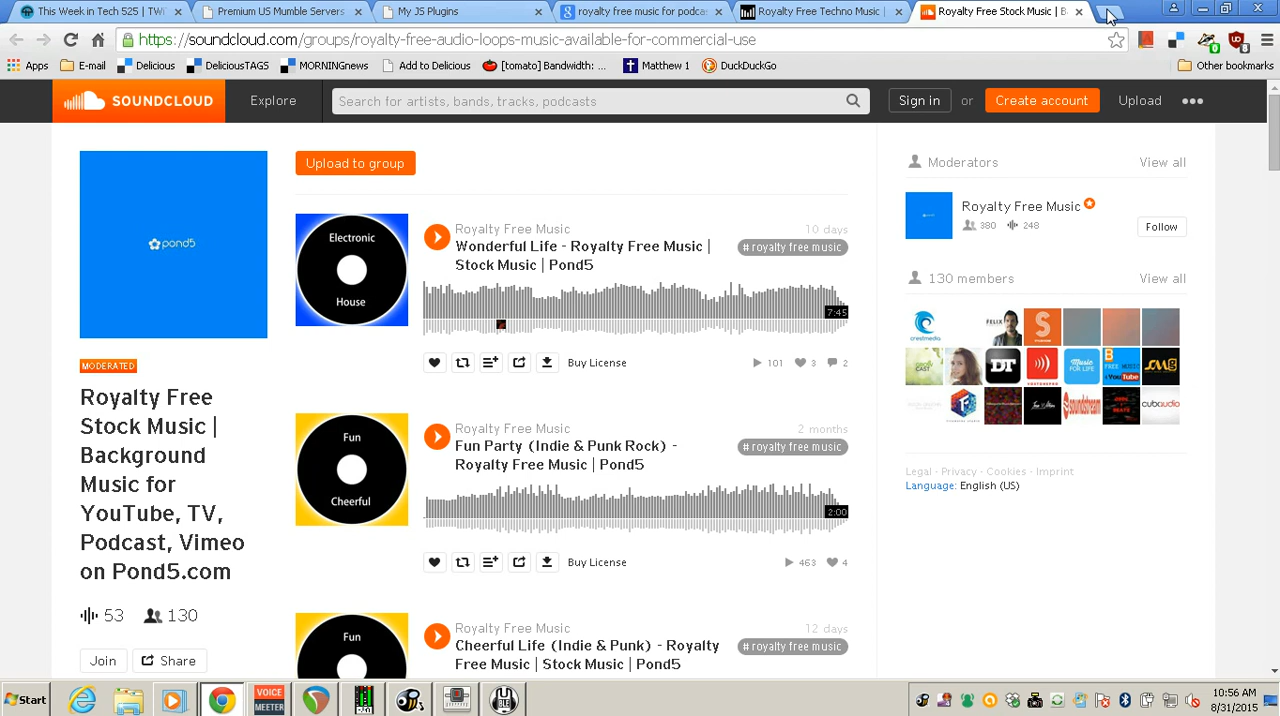 This Week in Tech 525 | TWi
Premium US Mumble Servers
My JS Plugins
royalty free music for podca
Royalty Free Techno Music |
Royalty Free Stock Music | B
https://soundcloud.com/groups/royalty-free-audio-loops-music-available-for-commercial-use
Apps
E-mail
Delicious
DeliciousTAGS
MORNINGnews
Add to Delicious
[tomato] Bandwidth: ...
Matthew 1
DuckDuckGo
Other bookmarks
SOUNDCLOUD
Explore
Search for artists, bands, tracks, podcasts
Sign in
or
Create account
Upload
pond5
MODERATED
Royalty Free
Stock Music |
Background
Music for
YouTube, TV,
Podcast, Vimeo
on Pond5.com
53
130
Join
Share
Upload to group
Electronic
House
Royalty Free Music
10 days
Wonderful Life - Royalty Free Music |
Stock Music | Pond5
# royalty free music
7:45
Buy License
101
3
2
Fun
Cheerful
Royalty Free Music
2 months
Fun Party (Indie & Punk Rock) -
Royalty Free Music | Pond5
# royalty free music
2:00
Buy License
463
4
Fun
Royalty Free Music
12 days
Cheerful Life (Indie & Punk) - Royalty
Free Music | Stock Music | Pond5
# royalty free music
Moderators
View all
Royalty Free Music
380
248
Follow
130 members
View all
Legal - Privacy - Cookies - Imprint
Language: English (US)
Start
VOICE
MEETER
10:56 AM
8/31/2015